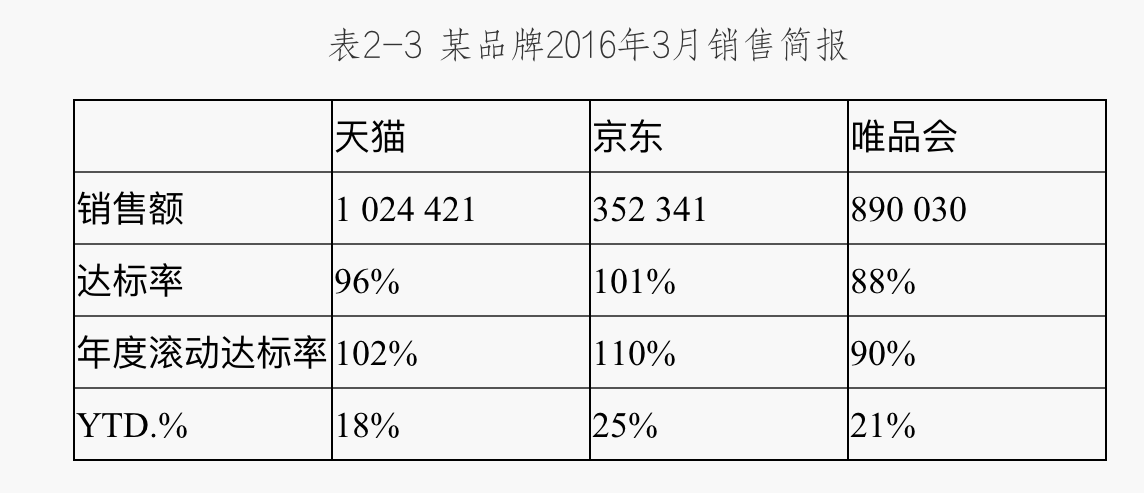 表2-3 某品牌2016年3月销售简报
天猫 京东 唯品会
销售额 1 024 421 352 341 890 030
达标率 96% 101% 88%
年度滚动达标率 102% 110% 90%
YTD.% 18% 25% 21%